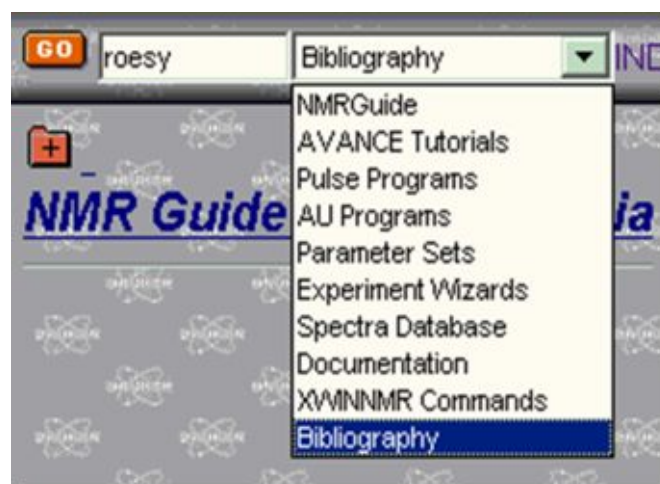 GO roesy Bibliography IND
NMRGuide
AVANCE Tutorials
Pulse Programs
NMR Guide ia
AU Programs
Parameter Sets
Experiment Wizards
Spectra Database
Documentation
XWINNMR Commands
Bibliography